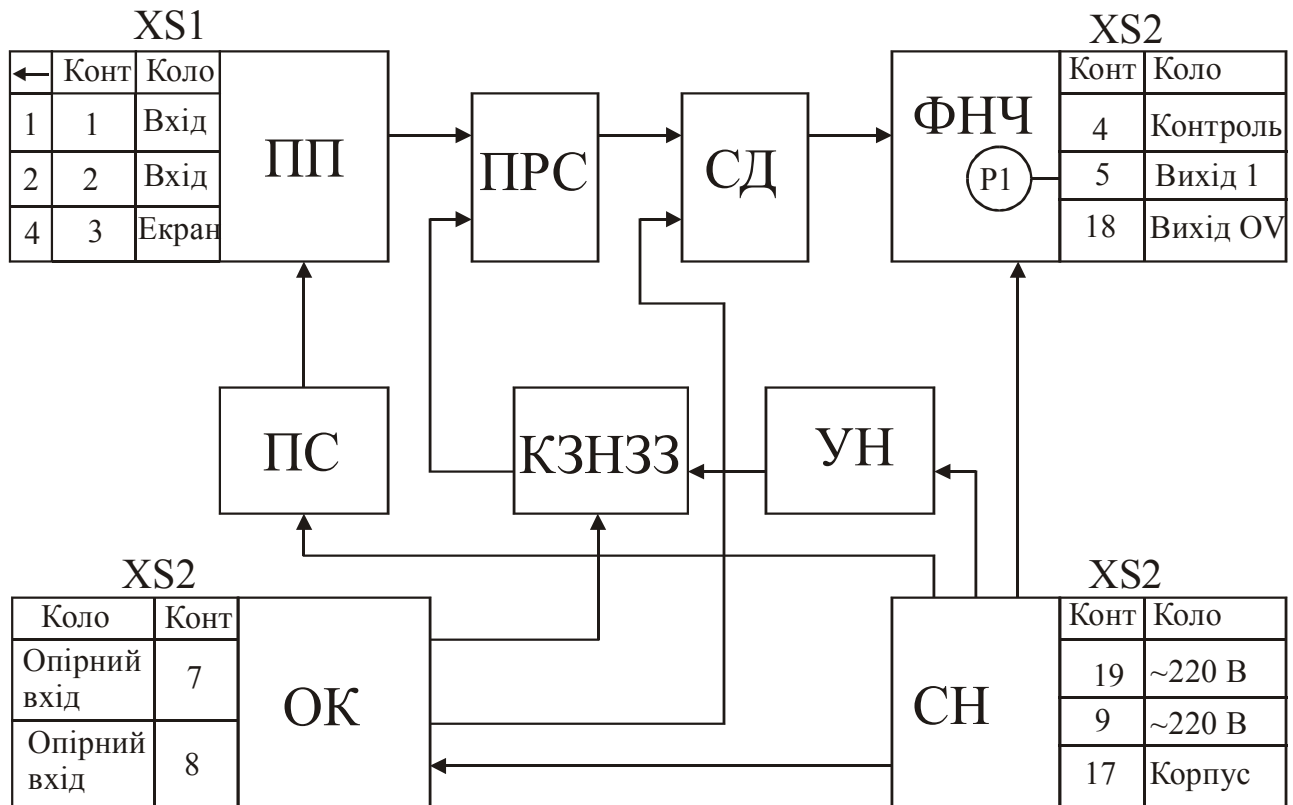 XS1
← Конт Коло
1 1 Вхід
2 2 Вхід
4 3 Екран
ПП
ПРС
СД
ФНЧ
P1
XS2
Конт Коло
4 Контроль
5 Вихід 1
18 Вихід OV
ПС
КЗНЗЗ
УН
XS2
Коло Конт
Опірний
вхід
7
Опірний
вхід
8
ОК
СН
XS2
Конт Коло
19 ~220 В
9 ~220 В
17 Корпус